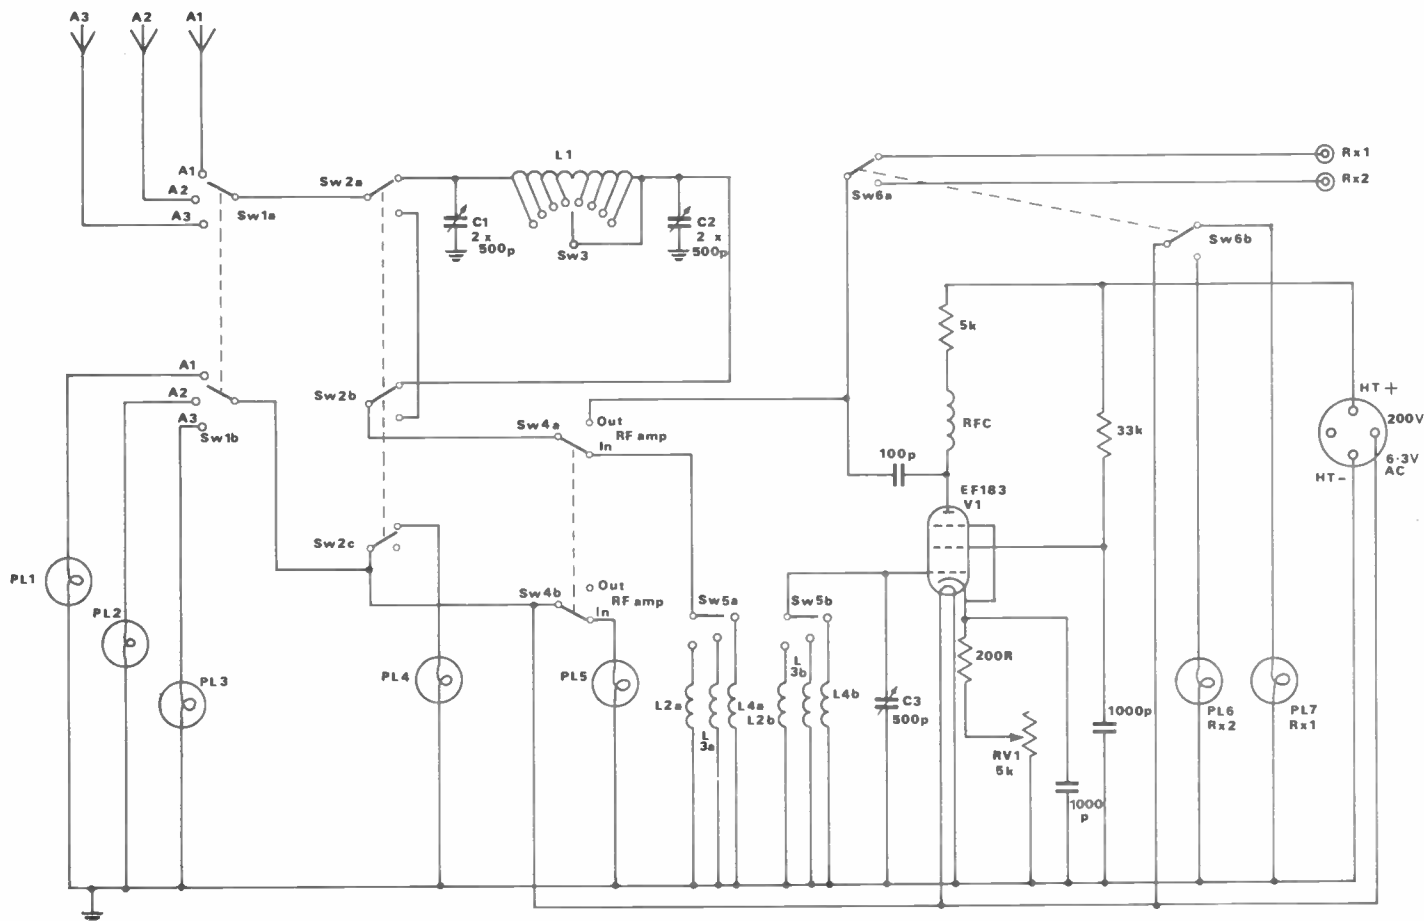 A3
A2
A1
A1
A2
A3
Sw1a
Sw2a
L1
C1
2 x
500p
Sw3
C2
2 x
500p
Sw6a
Rx1
Rx2
Sw6b
5k
RFC
33k
HT +
200V
6·3V
AC
HT -
A1
A2
A3
Sw1b
Sw2b
Sw4a
Out
RF amp
In
100p
EF183
V1
Sw2c
PL1
PL2
PL3
PL4
Sw4b
Out
RF amp
In
PL5
Sw5a
Sw5b
L2a
L
3a
L4a
L2b
L
3b
L4b
C3
500p
200R
RV1
5k
1000
p
1000p
PL6
Rx2
PL7
Rx1